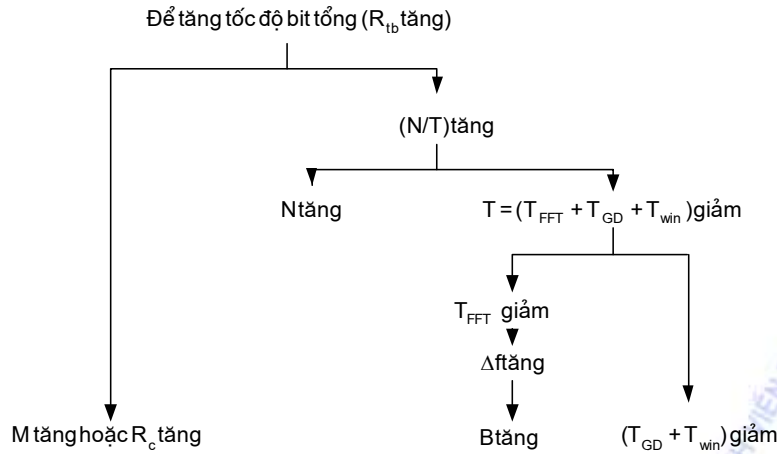 Để tăng tốc độ bit tổng (R_tb tăng)
(N/T) tăng
N tăng
T = (T_FFT + T_GD + T_win) giảm
T_FFT giảm
Δf tăng
M tăng hoặc R_c tăng
B tăng
(T_GD + T_win) giảm
VIỆN